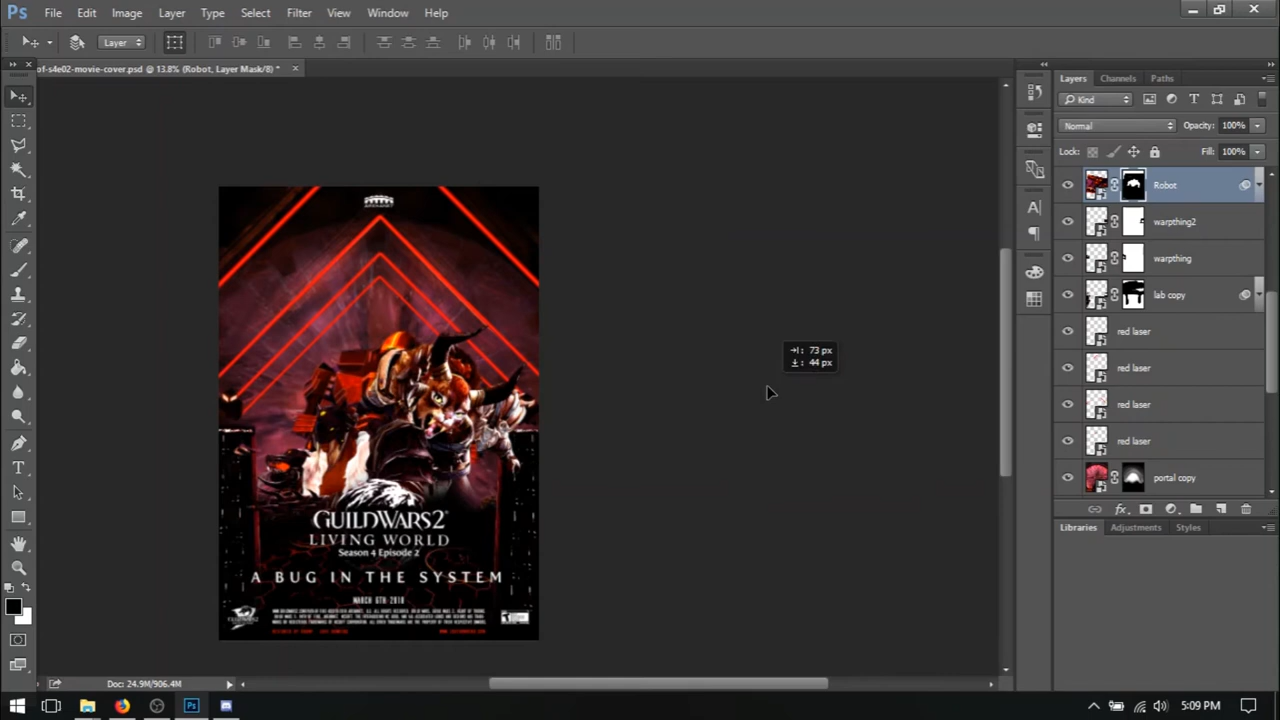 Ps File Edit Image Layer Type Select Filter View Window Help
Layer
of-s4e02-movie-cover.psd @ 13.8% (Robot, Layer Mask/8) *
Layers Channels Paths
Kind
Normal Opacity: 100%
Lock: Fill: 100%
Robot
warpthing2
warpthing
lab copy
red laser
red laser
red laser
red laser
portal copy
fx
Libraries Adjustments Styles
73 px
44 px
GUILDWARS2
LIVING WORLD
Season 4 Episode 2
A BUG IN THE SYSTEM
MARCH 6TH 2018
Doc: 24.9M/906.4M
Ps
5:09 PM